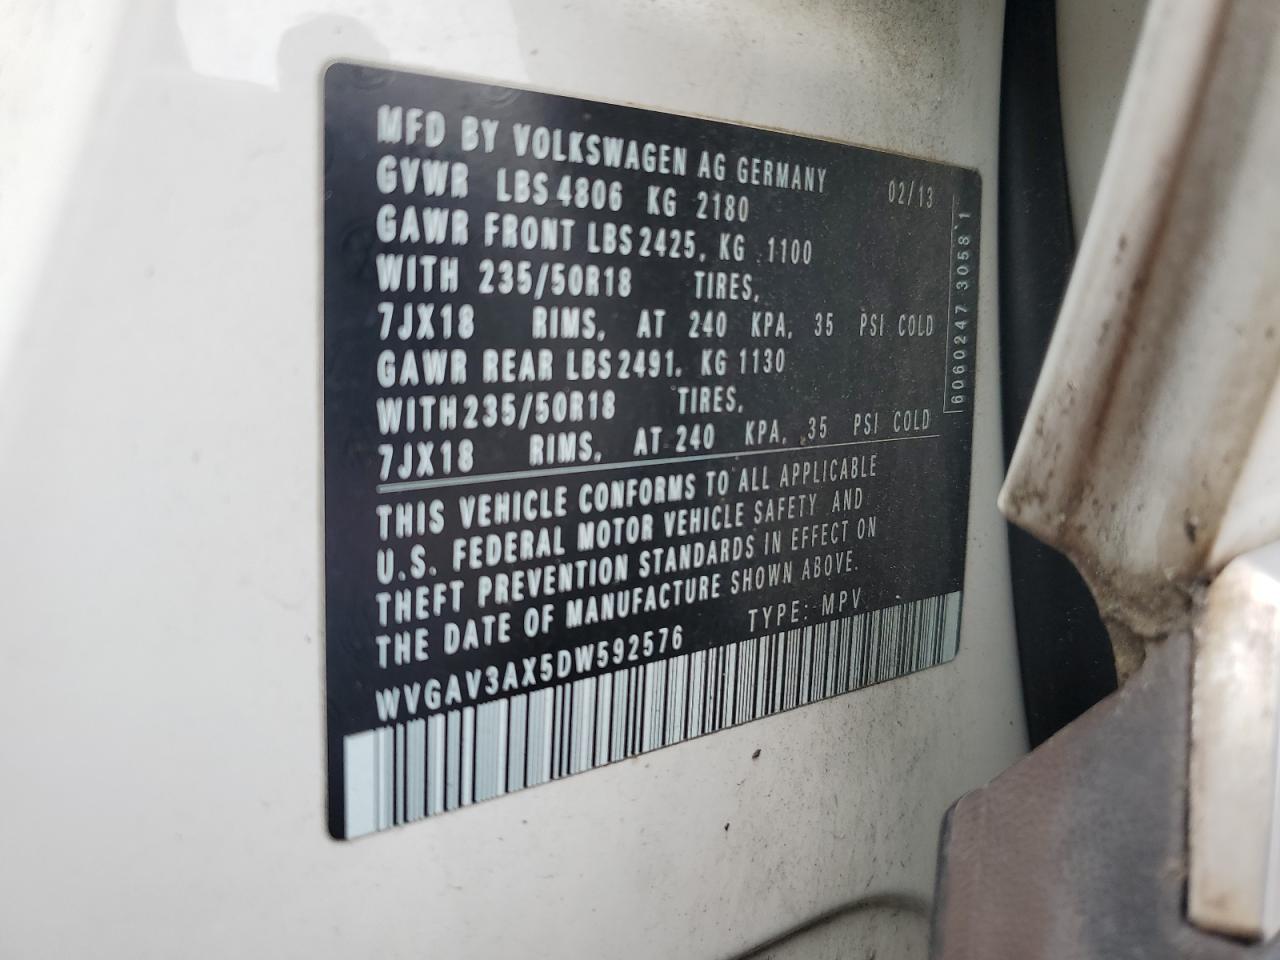 MFD BY VOLKSWAGEN AG GERMANY 02/13
GVWR LBS 4806 KG 2180
GAWR FRONT LBS 2425, KG 1100
WITH 235/50R18 TIRES,
7JX18 RIMS, AT 240 KPA, 35 PSI COLD
GAWR REAR LBS 2491, KG 1130
WITH 235/50R18 TIRES,
7JX18 RIMS, AT 240 KPA, 35 PSI COLD
THIS VEHICLE CONFORMS TO ALL APPLICABLE
U.S. FEDERAL MOTOR VEHICLE SAFETY AND
THEFT PREVENTION STANDARDS IN EFFECT ON
THE DATE OF MANUFACTURE SHOWN ABOVE.
WVGAV3AX5DW592576 TYPE: MPV
6060247 3058 1